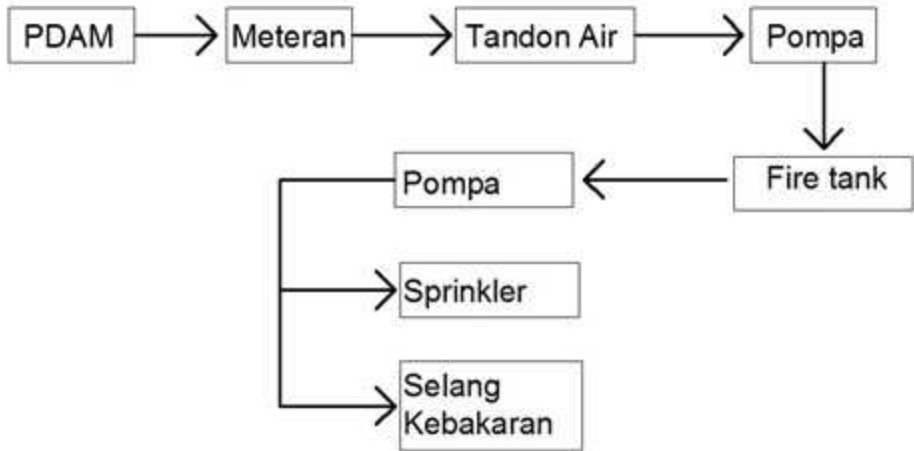 PDAM
Meteran
Tandon Air
Pompa
Fire tank
Pompa
Sprinkler
Selang
Kebakaran